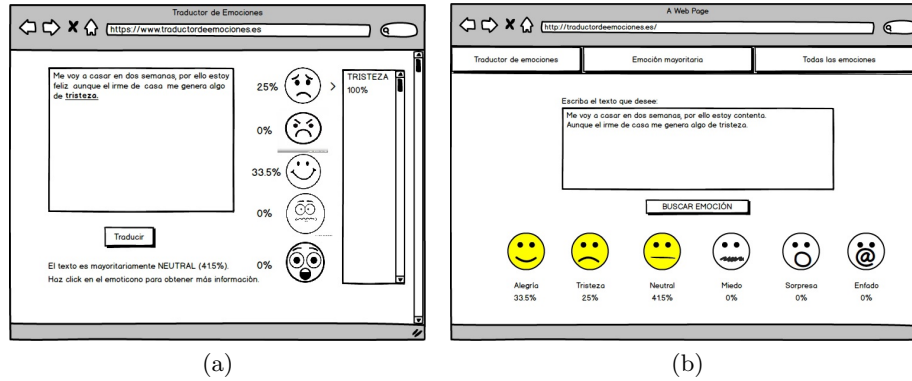 Traductor de Emociones
https://www.traductordeemociones.es
Me voy a casar en dos semanas, por ello estoy
feliz aunque el irme de casa me genera algo
de tristeza.
25%
TRISTEZA
100%
0%
33.5%
0%
0%
Traducir
El texto es mayoritariamente NEUTRAL (41.5%).
Haz click en el emoticono para obtener más información.
(a)
A Web Page
http://traductordeemociones.es/
Traductor de emociones
Emoción mayoritaria
Todas las emociones
Escriba el texto que desee:
Me voy a casar en dos semanas, por ello estoy contenta.
Aunque el irme de casa me genera algo de tristeza.
BUSCAR EMOCIÓN
Alegría Tristeza Neutral Miedo Sorpresa Enfado
33.5% 25% 41.5% 0% 0% 0%
(b)